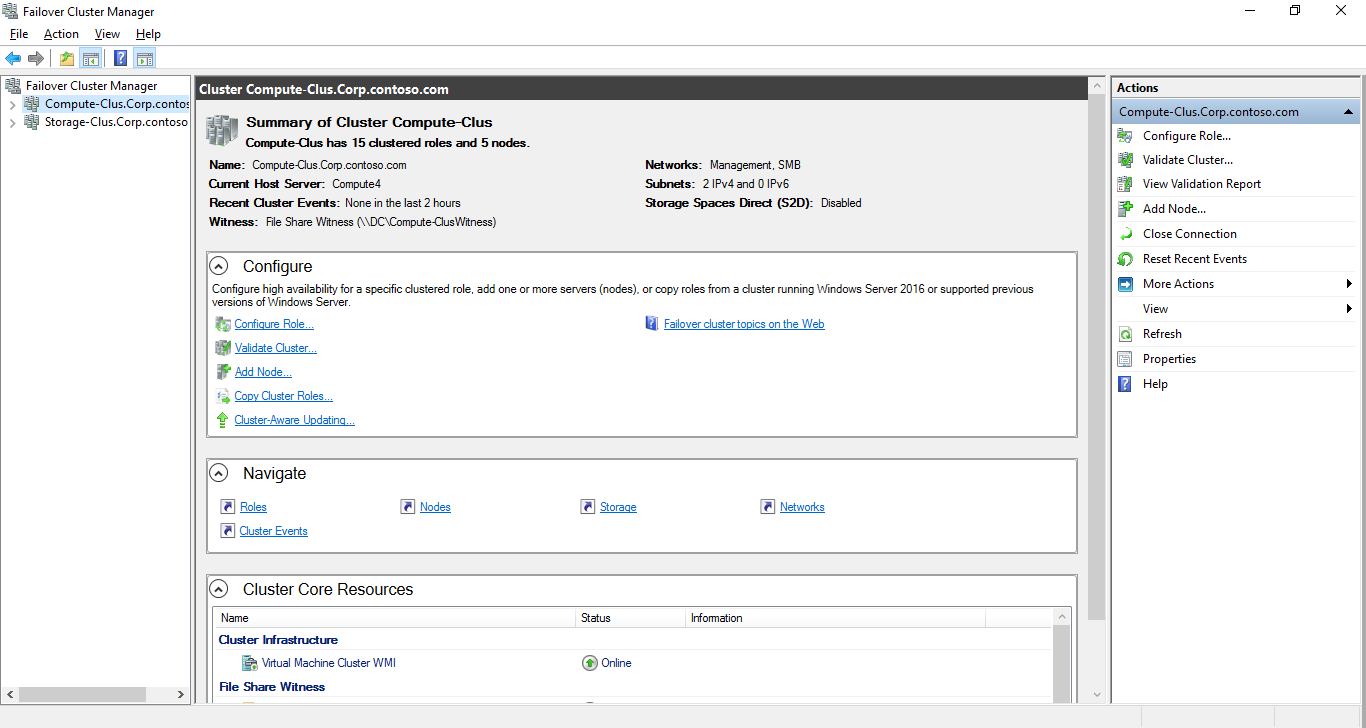 Failover Cluster Manager
File Action View Help
Failover Cluster Manager
Compute-Clus.Corp.contos
Storage-Clus.Corp.contoso
Cluster Compute-Clus.Corp.contoso.com
Summary of Cluster Compute-Clus
Compute-Clus has 15 clustered roles and 5 nodes.
Name: Compute-Clus.Corp.contoso.com
Networks: Management, SMB
Current Host Server: Compute4
Subnets: 2 IPv4 and 0 IPv6
Recent Cluster Events: None in the last 2 hours
Storage Spaces Direct (S2D): Disabled
Witness: File Share Witness (\\DC\Compute-ClusWitness)
Configure
Configure high availability for a specific clustered role, add one or more servers (nodes), or copy roles from a cluster running Windows Server 2016 or supported previous
versions of Windows Server.
Configure Role...
Failover cluster topics on the Web
Validate Cluster...
Add Node...
Copy Cluster Roles...
Cluster-Aware Updating...
Navigate
Roles Nodes Storage Networks
Cluster Events
Cluster Core Resources
Name Status Information
Cluster Infrastructure
Virtual Machine Cluster WMI Online
File Share Witness
Actions
Compute-Clus.Corp.contoso.com
Configure Role...
Validate Cluster...
View Validation Report
Add Node...
Close Connection
Reset Recent Events
More Actions
View
Refresh
Properties
Help